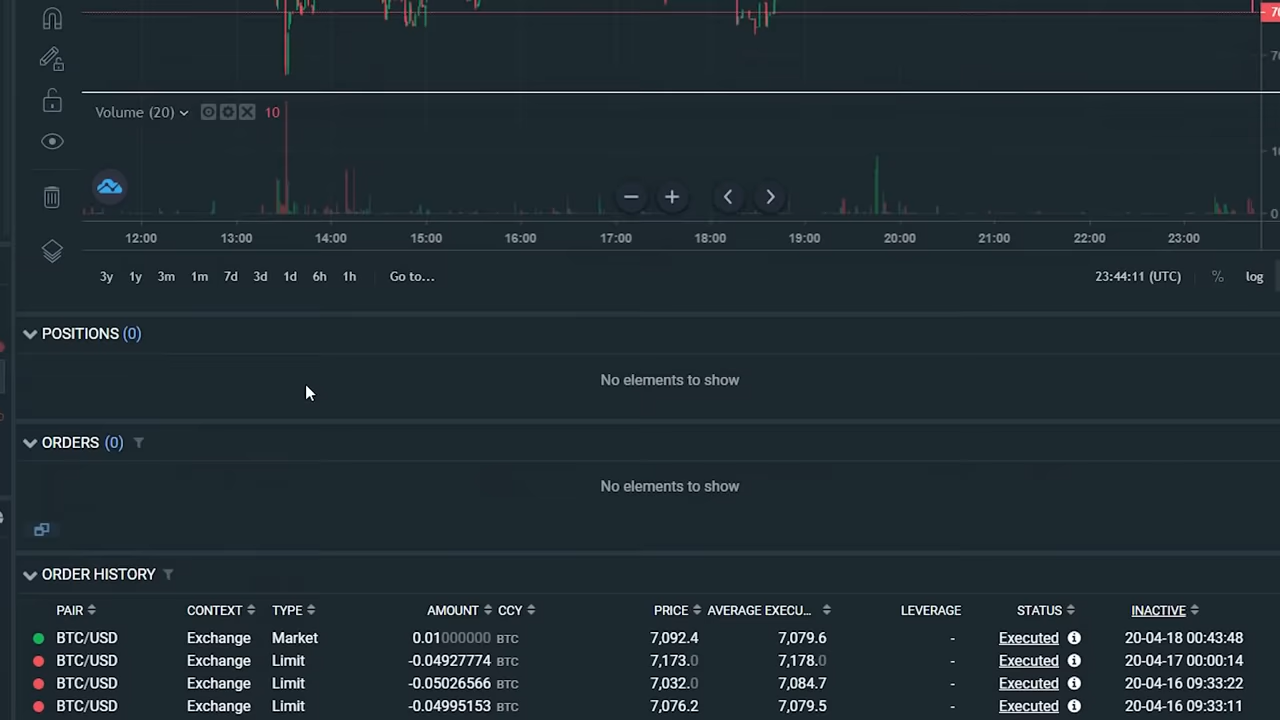 70
70
Volume (20) 10
10
0
12:00 13:00 14:00 15:00 16:00 17:00 18:00 19:00 20:00 21:00 22:00 23:00
3y 1y 3m 1m 7d 3d 1d 6h 1h Go to... 23:44:11 (UTC) % log
POSITIONS (0)
No elements to show
ORDERS (0)
No elements to show
ORDER HISTORY
PAIR CONTEXT TYPE AMOUNT CCY PRICE AVERAGE EXECU... LEVERAGE STATUS INACTIVE
BTC/USD Exchange Market 0.01000000 BTC 7,092.4 7,079.6 - Executed 20-04-18 00:43:48
BTC/USD Exchange Limit -0.04927774 BTC 7,173.0 7,178.0 - Executed 20-04-17 00:00:14
BTC/USD Exchange Limit -0.05026566 BTC 7,032.0 7,084.7 - Executed 20-04-16 09:33:22
BTC/USD Exchange Limit -0.04995153 BTC 7,076.2 7,079.5 - Executed 20-04-16 09:33:11